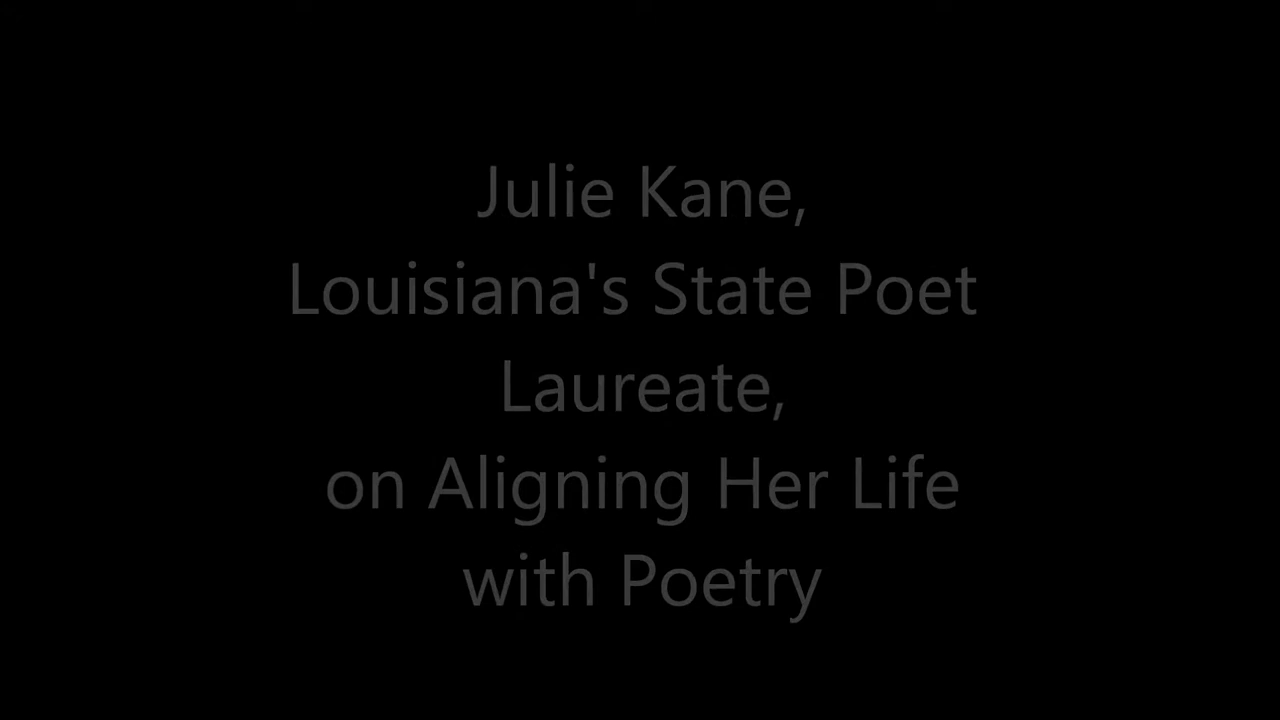 Julie Kane,
Louisiana's State Poet
Laureate,
on Aligning Her Life
with Poetry